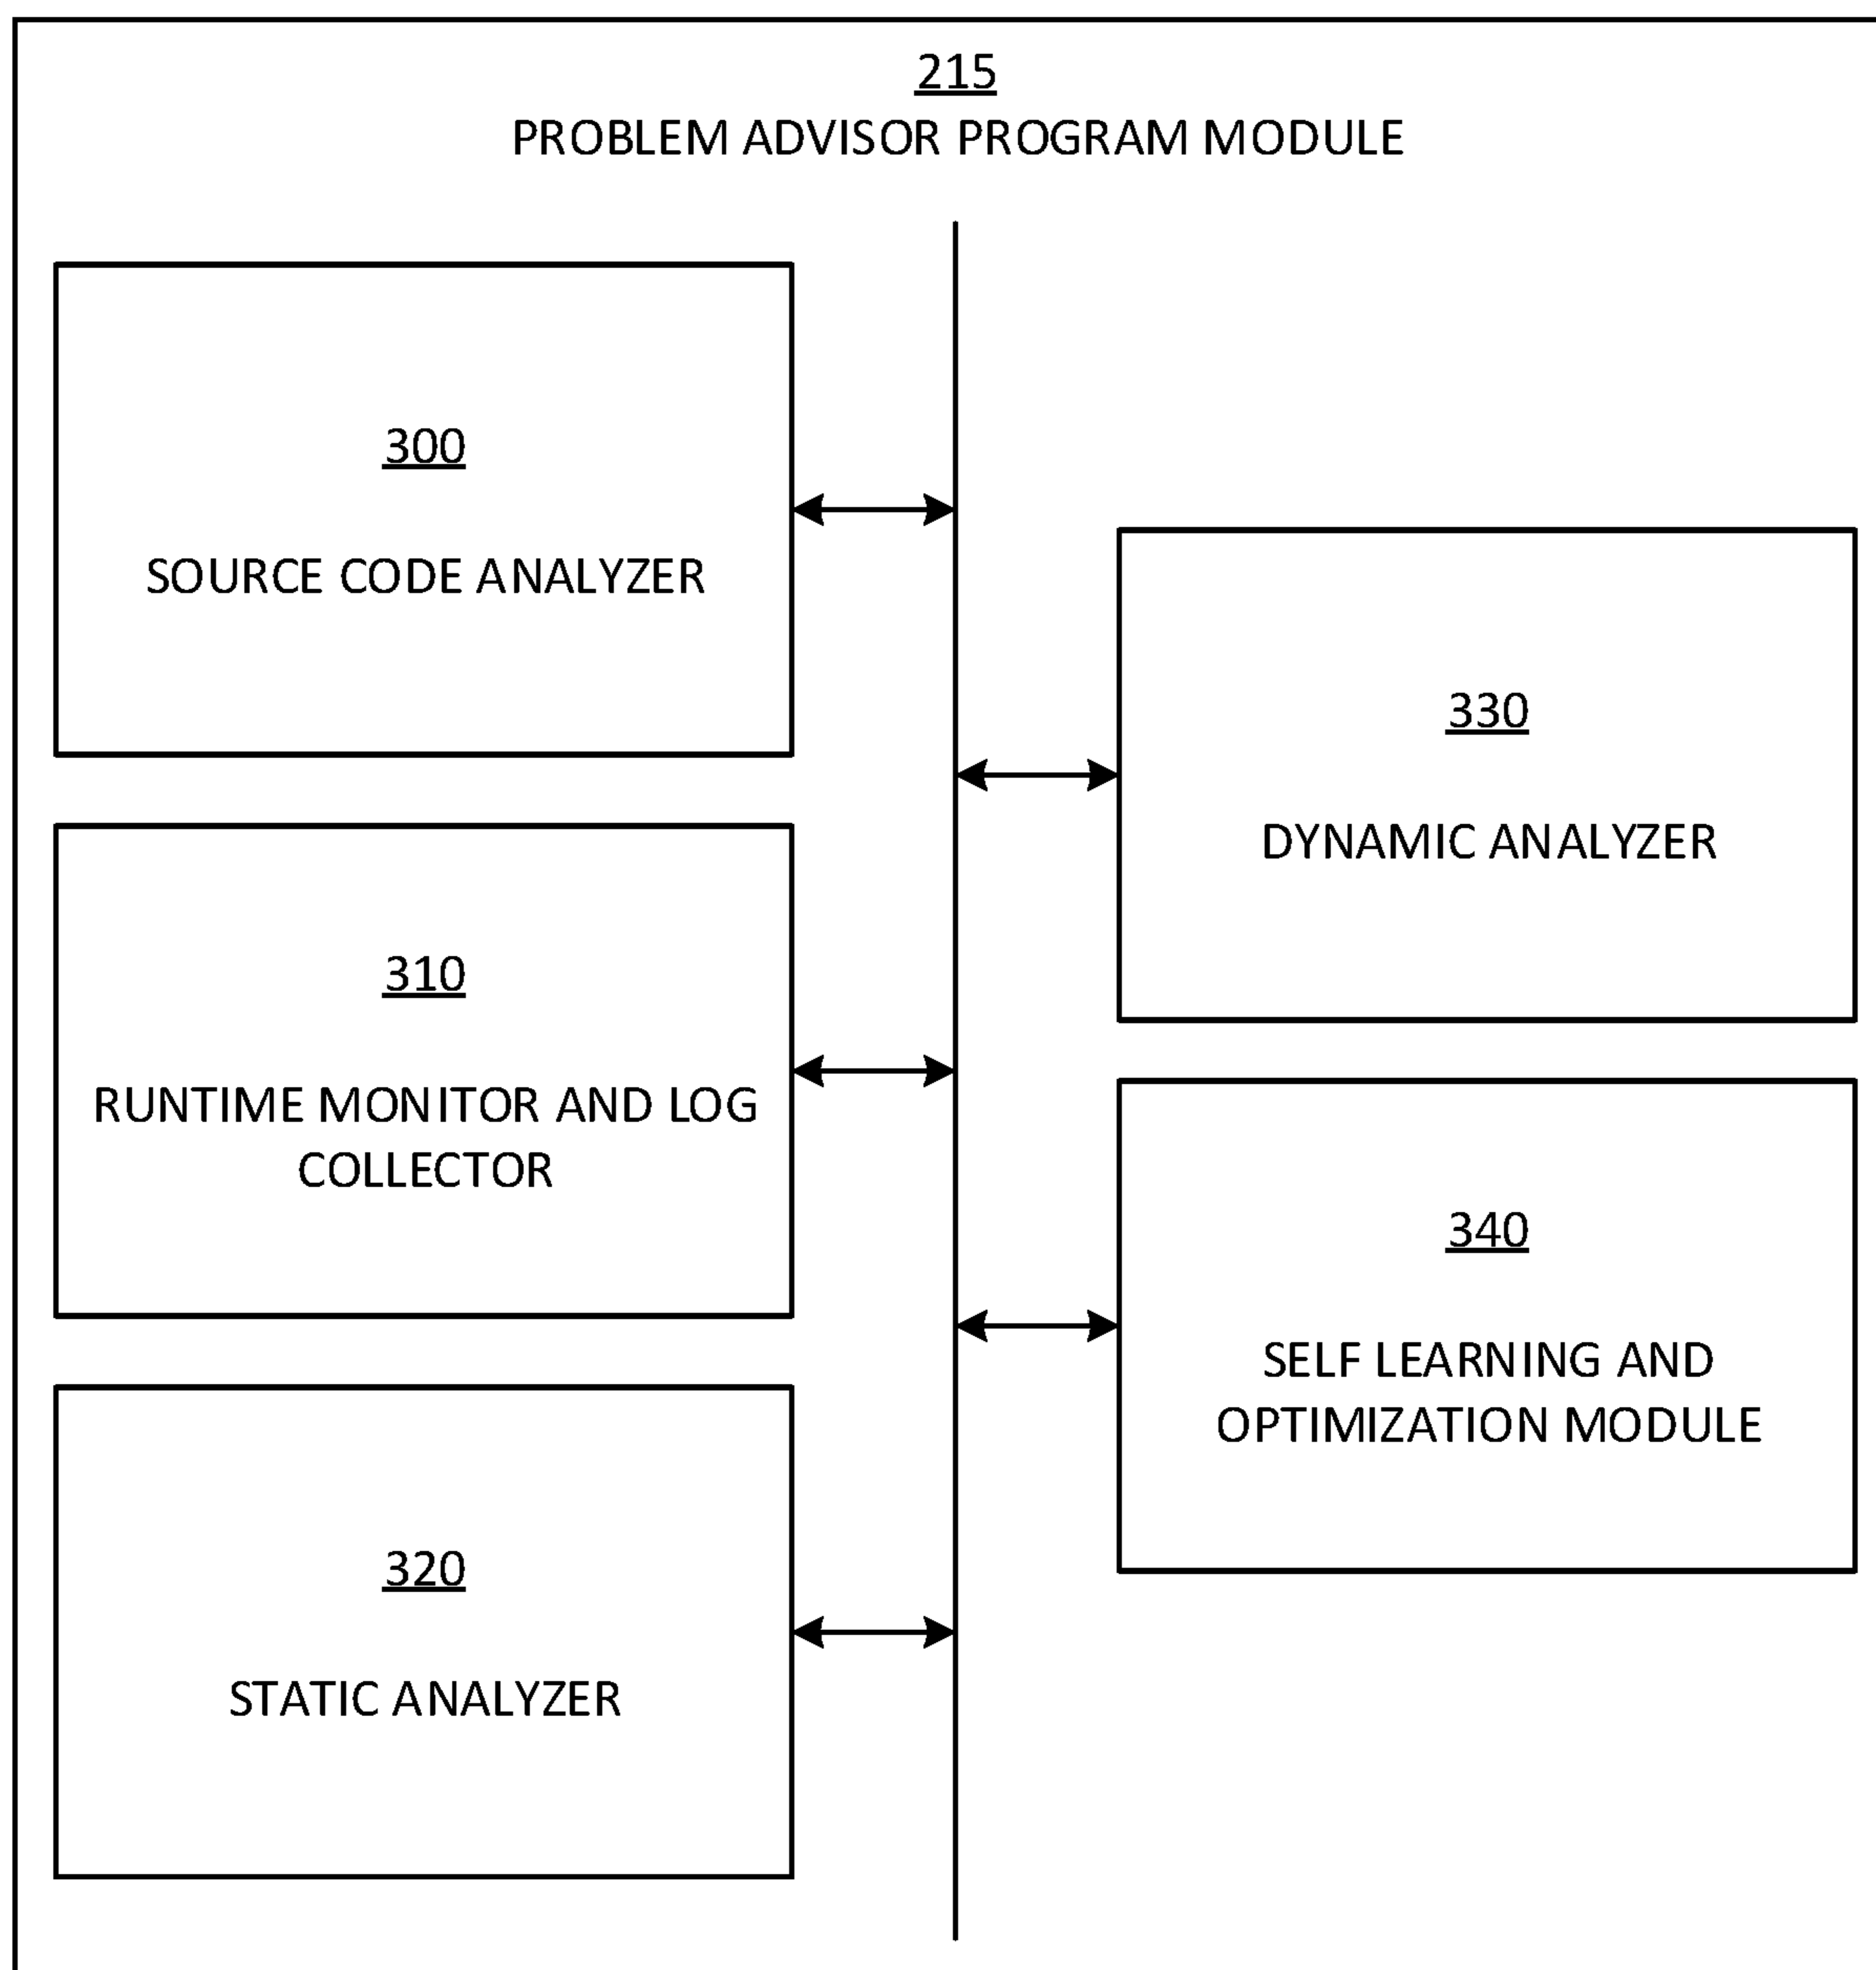 215
PROBLEM ADVISOR PROGRAM MODULE
300
SOURCE CODE ANALYZER
310
RUNTIME MONITOR AND LOG
COLLECTOR
320
STATIC ANALYZER
330
DYNAMIC ANALYZER
340
SELF LEARNING AND
OPTIMIZATION MODULE